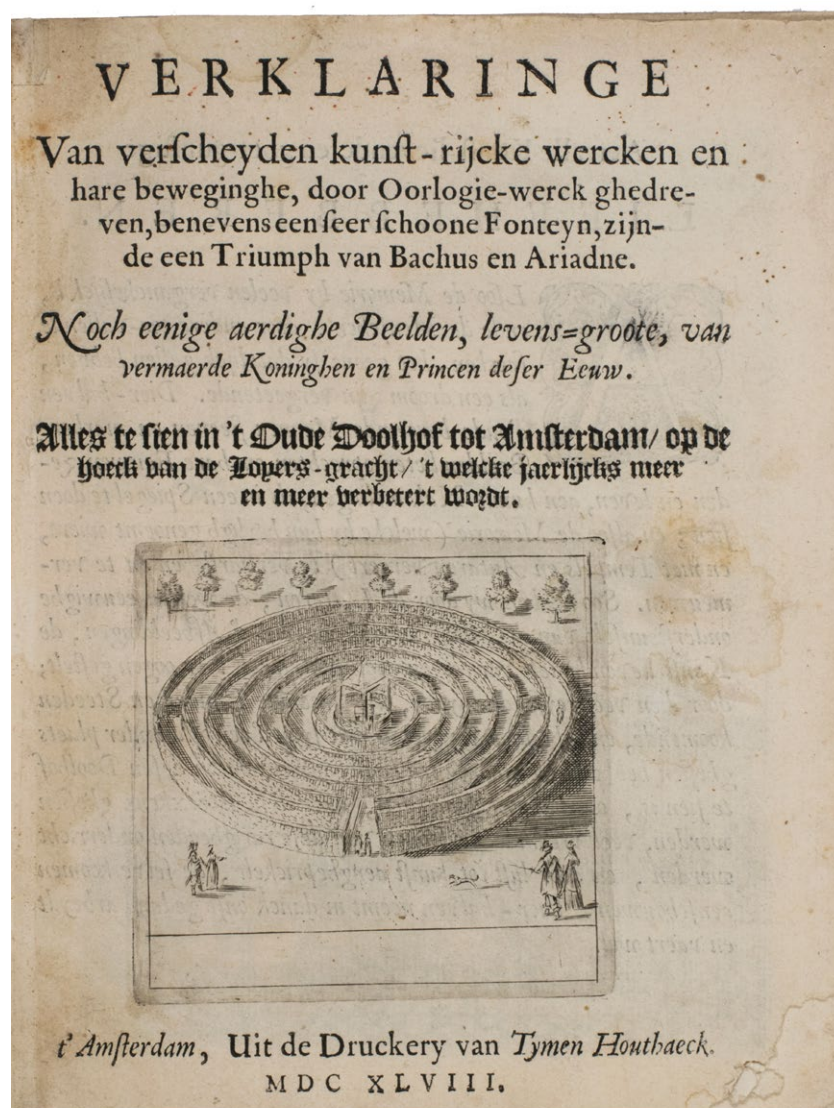 VERKLARINGE
Van verſcheyden kunſt-rijcke wercken en
hare beweginghe, door Oorlogie-werck ghedre-
ven, benevens een ſeer ſchoone Fonteyn, zijn-
de een Triumph van Bachus en Ariadne.
Noch eenige aerdighe Beelden, levens=groote, van
vermaerde Koninghen en Princen deſer Eeuw.
Alles te ſien in 't Oude Doolhof tot Amſterdam/ op de
hoeck van de Lopers-gracht/ 't welcke jaerlijcks meer
en meer verbetert wordt.
t' Amſterdam, Uit de Druckery van Tymen Houthaeck.
MDC XLVIII.